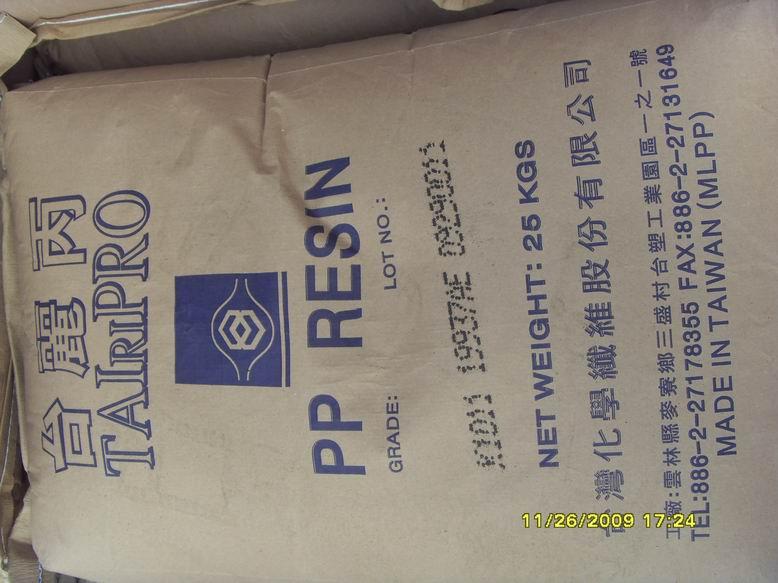 台麗丙
TAIRIPRO
PP RESIN
GRADE: LOT NO.:
K1011 19937NE 09290011
NET WEIGHT: 25 KGS
台灣化學纖維股份有限公司
工廠:雲林縣麥寮鄉三盛村台塑工業園區一之一號
TEL:886-2-27178355 FAX:886-2-27131649
MADE IN TAIWAN (MLPP)
11/26/2009 17:24